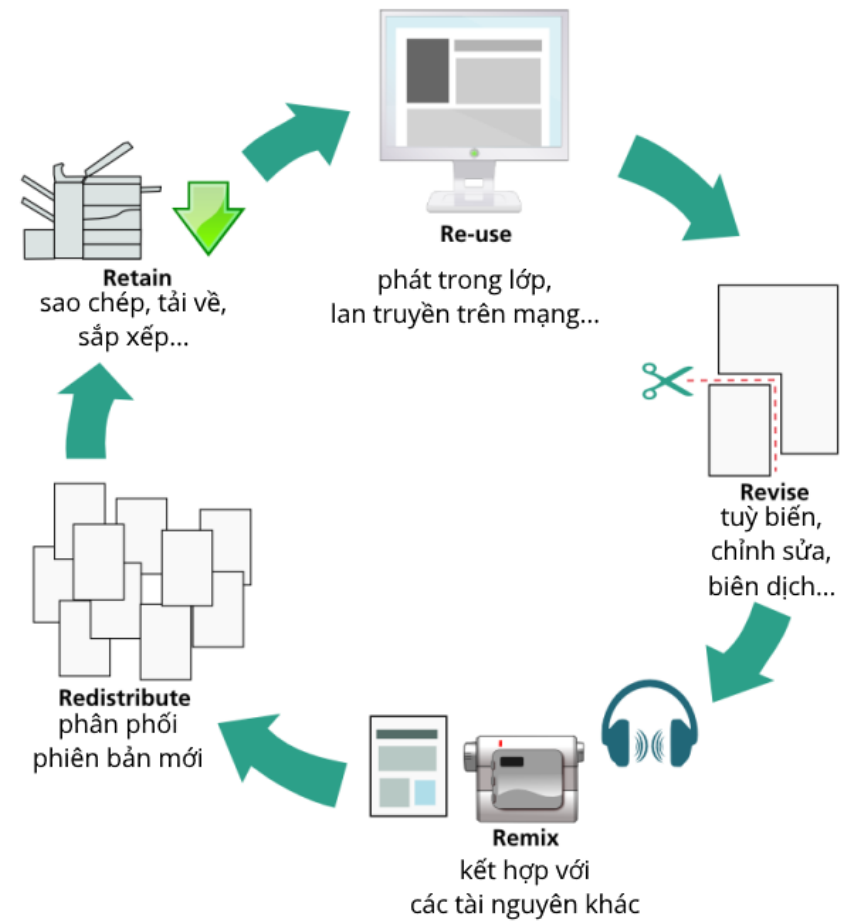 Re-use
phát trong lớp,
lan truyền trên mạng...
Revise
tuỳ biến,
chỉnh sửa,
biên dịch...
Remix
kết hợp với
các tài nguyên khác
Redistribute
phân phối
phiên bản mới
Retain
sao chép, tải về,
sắp xếp...